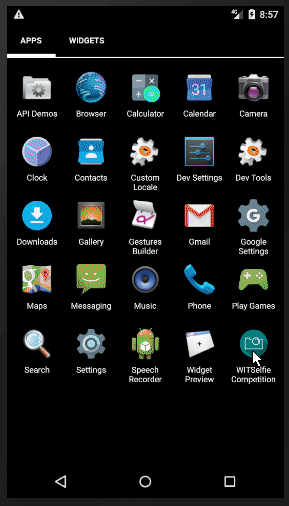 4G 8:57
APPS WIDGETS
API Demos Browser Calculator Calendar Camera
31
Clock Contacts Custom Locale Dev Settings Dev Tools
Downloads Gallery Gestures Builder Gmail Google Settings
Maps Messaging Music Phone Play Games
Search Settings Speech Recorder Widget Preview WITSelfie Competition